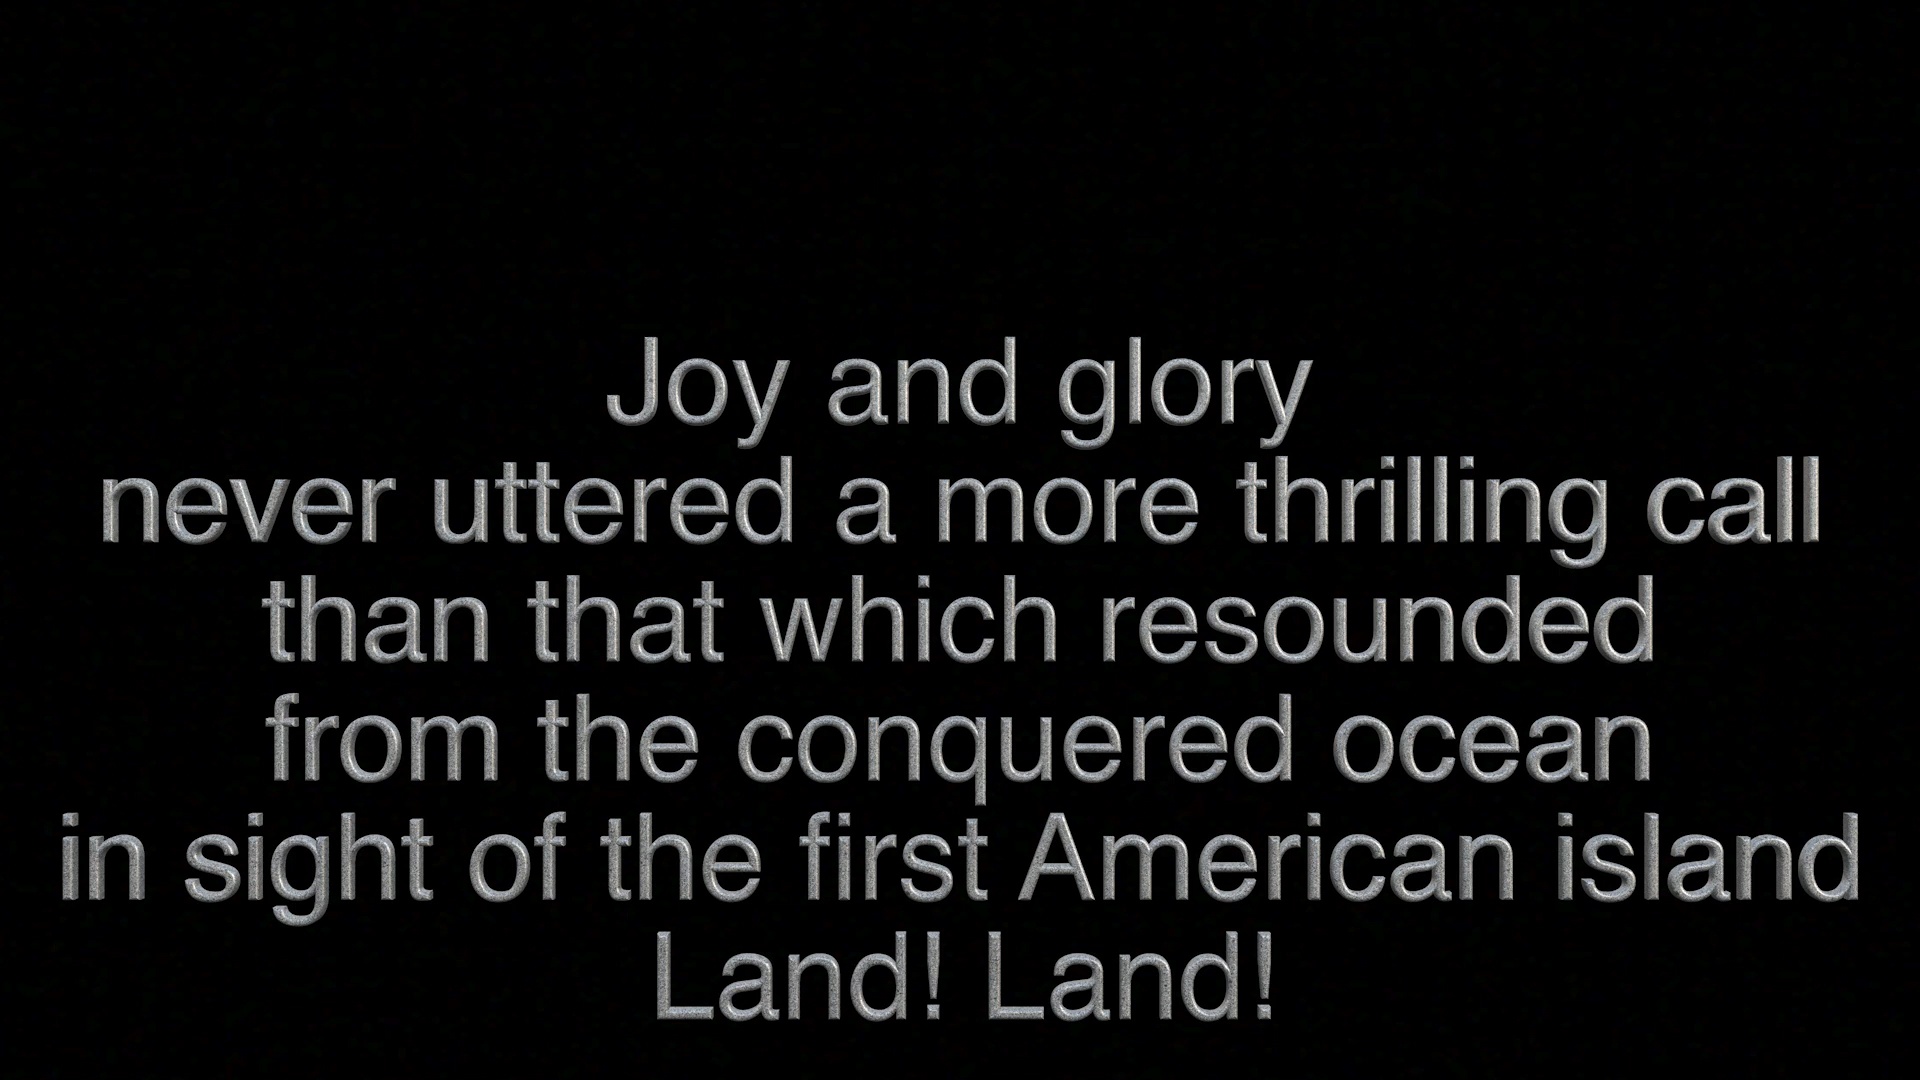 Joy and glory
never uttered a more thrilling call
than that which resounded
from the conquered ocean
in sight of the first American island
Land! Land!